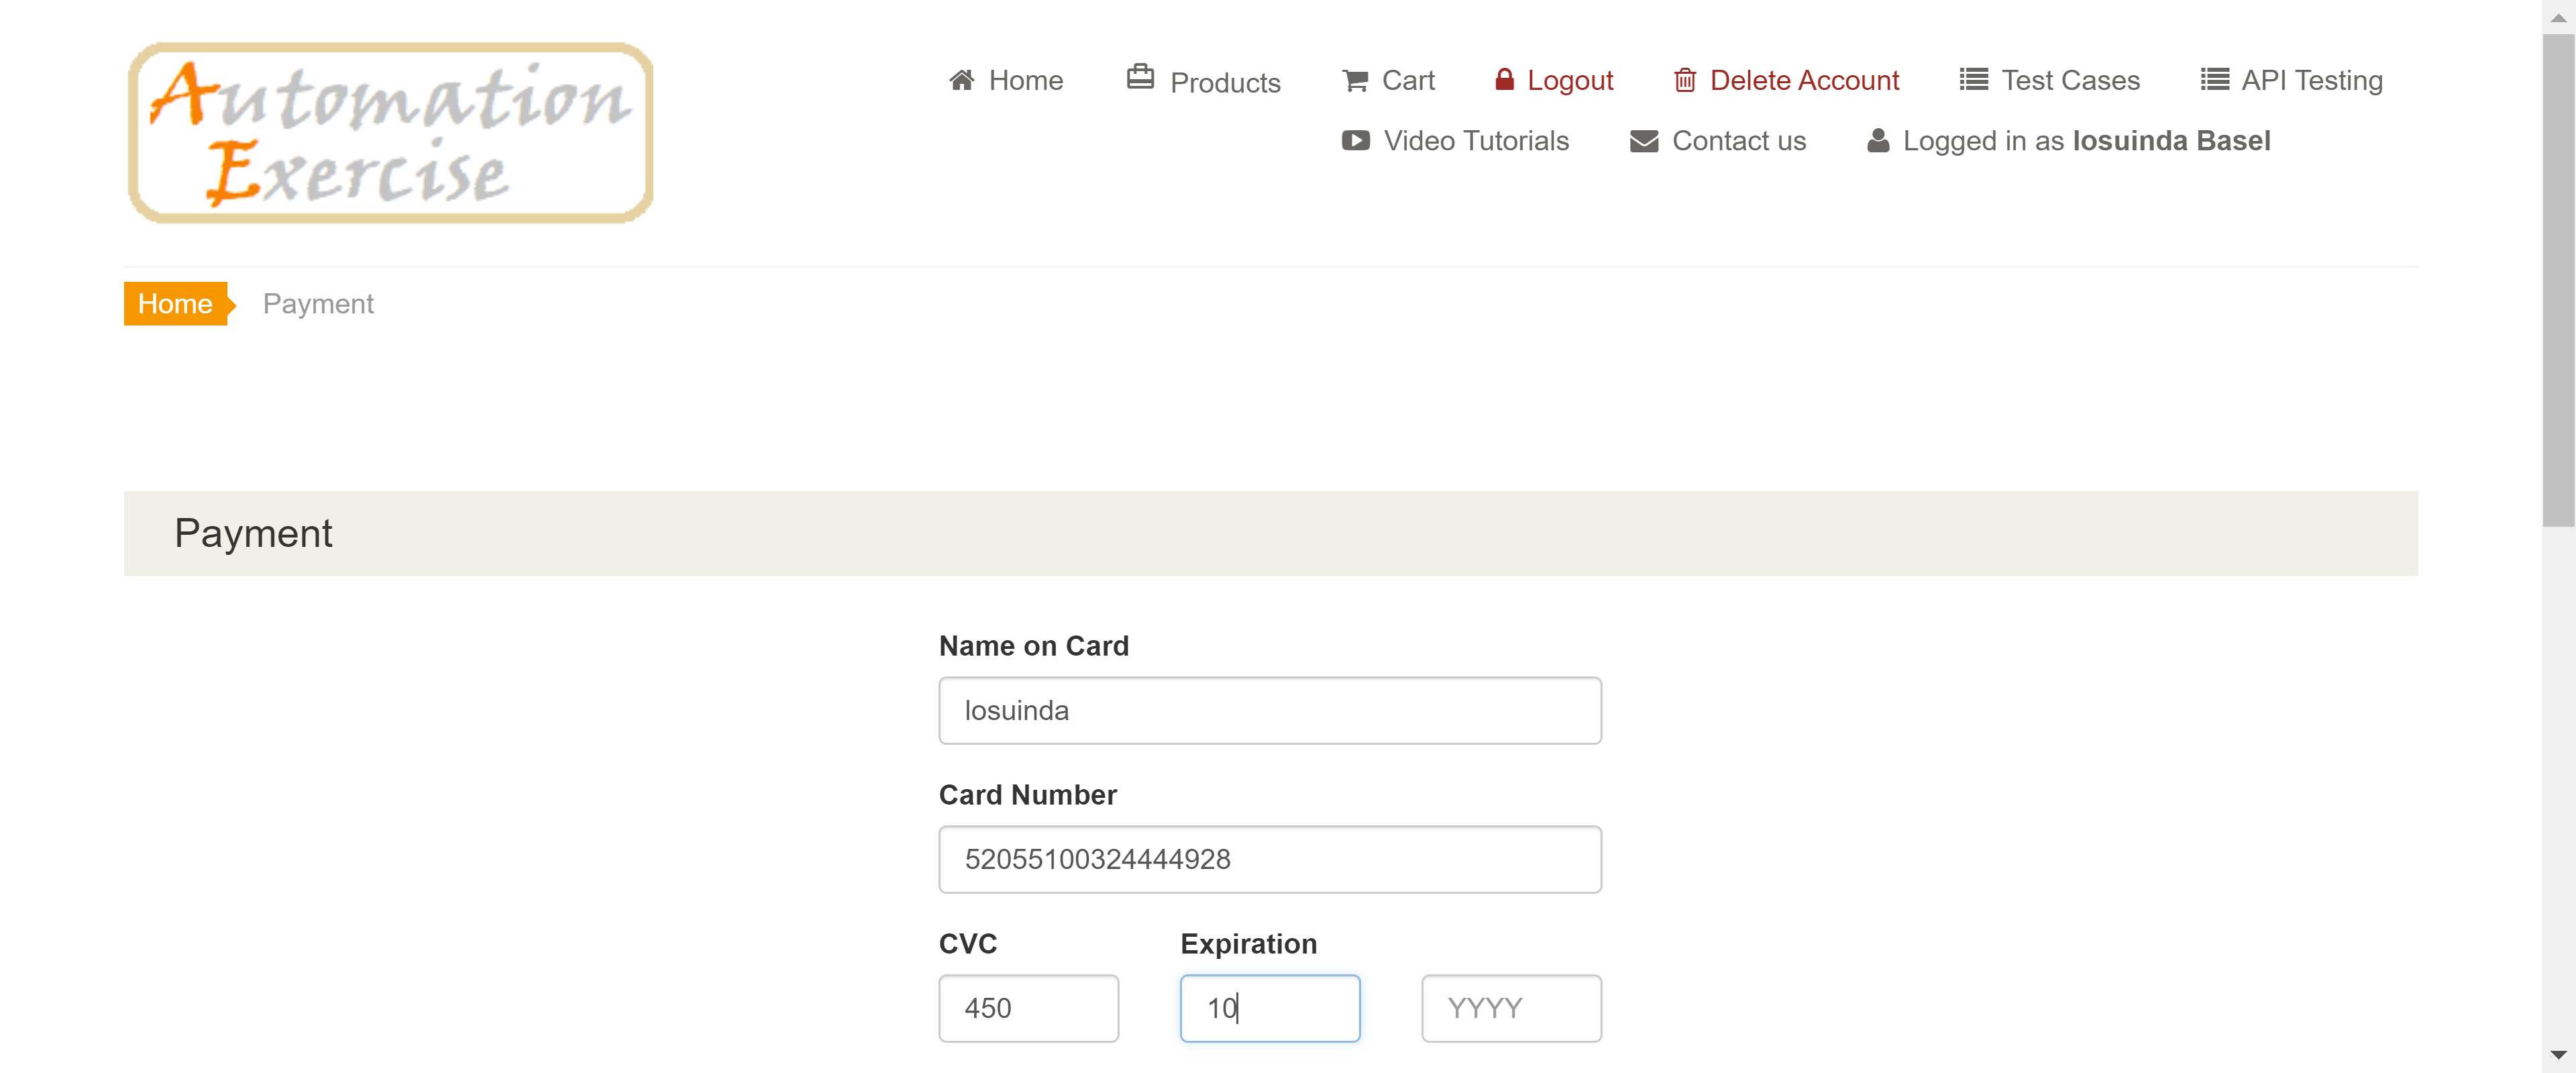 Automation
Exercise
Home Products Cart Logout Delete Account Test Cases API Testing
Video Tutorials Contact us Logged in as Iosuinda Basel
Home Payment
Payment
Name on Card
Iosuinda
Card Number
52055100324444928
CVC Expiration
450 10 YYYY